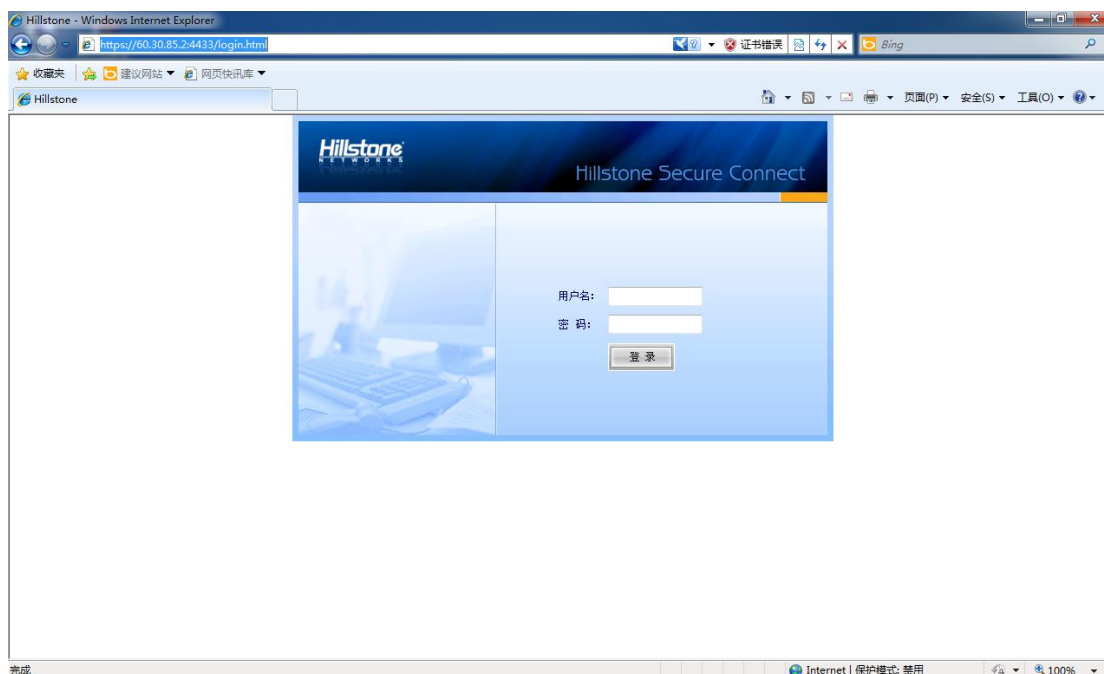 Hillstone - Windows Internet Explorer
https://60.30.85.2:4433/login.html
证书错误
Bing
收藏夹
建议网站
网页快讯库
Hillstone
页面(P)
安全(S)
工具(O)
Hillstone
NETWORKS
Hillstone Secure Connect
用户名:
密 码:
登 录
完成
Internet | 保护模式: 禁用
100%